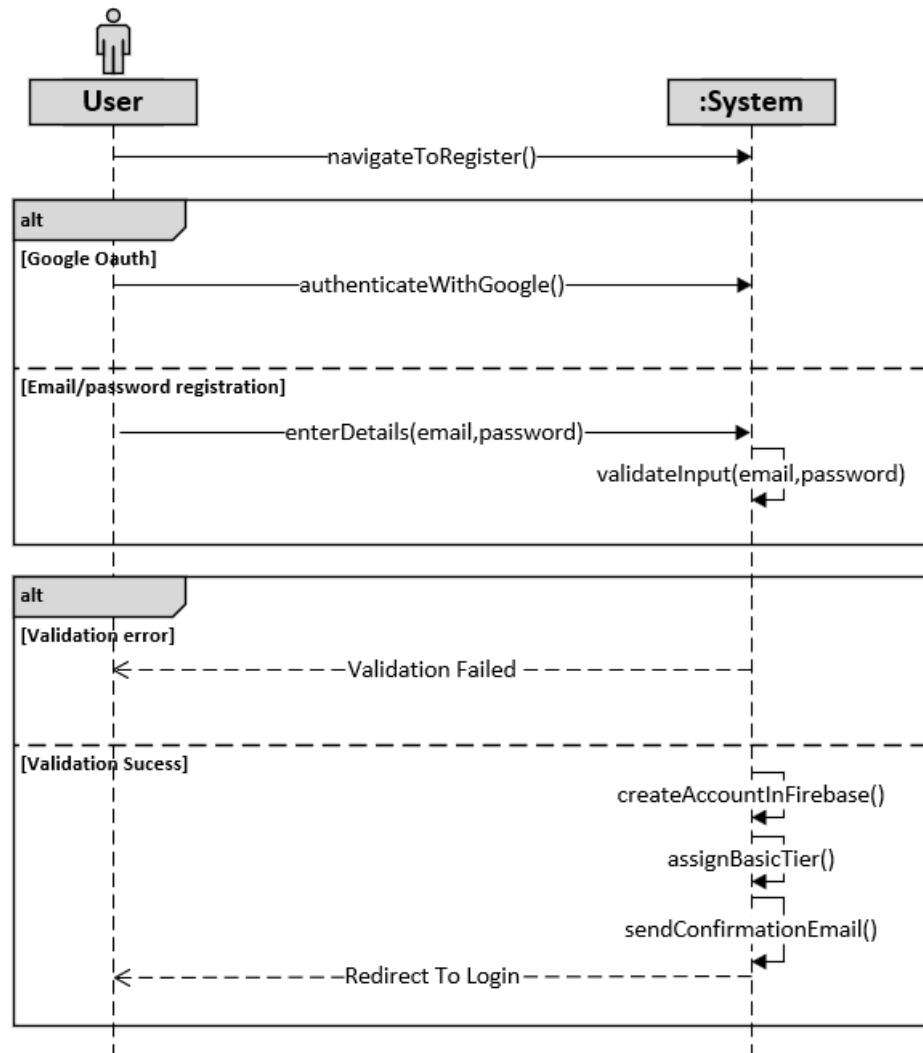 User
:System
navigateToRegister()
alt
[Google Oauth]
authenticateWithGoogle()
[Email/password registration]
enterDetails(email,password)
validateInput(email,password)
alt
[Validation error]
Validation Failed
[Validation Sucess]
createAccountInFirebase()
assignBasicTier()
sendConfirmationEmail()
Redirect To Login